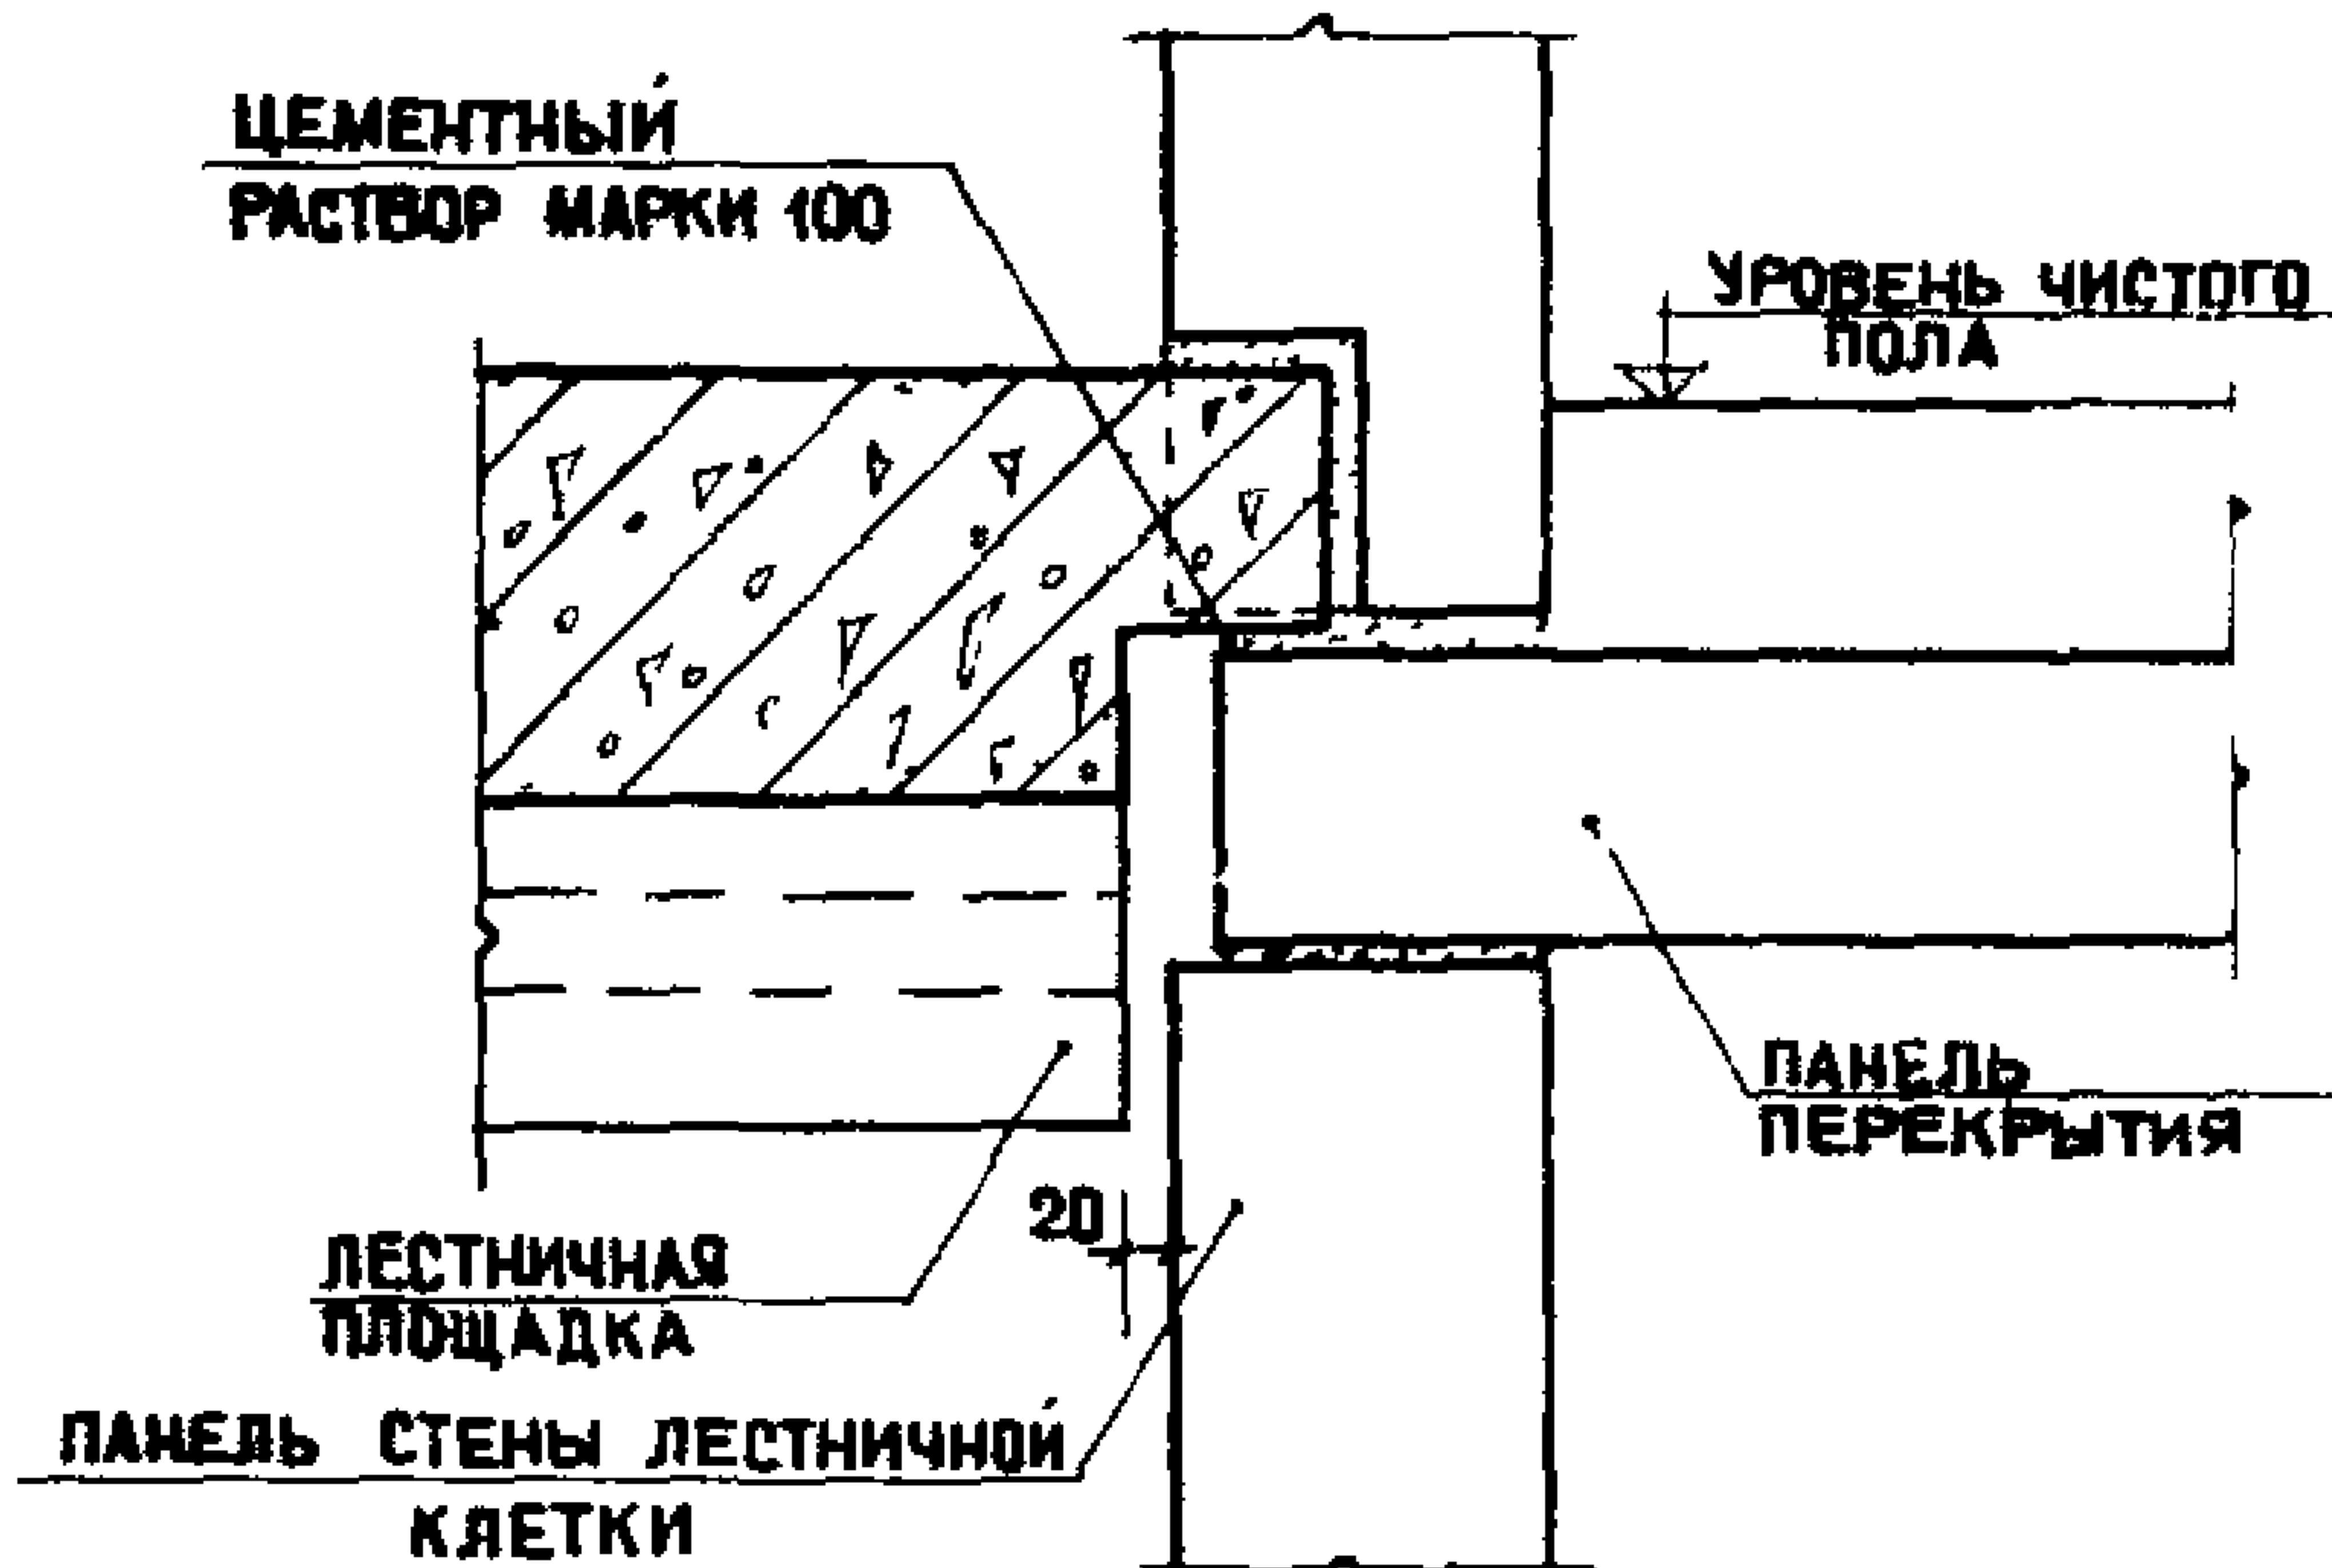 ЦЕМЕНТНЫЙ
РАСТВОР МАРКИ 100
УРОВЕНЬ ЧИСТОГО
ПОЛА
ПАНЕЛЬ
ПЕРЕКРЫТИЯ
20
ЛЕСТНИЧНАЯ
ПЛОЩАДКА
ПАНЕЛЬ СТЕНЫ ЛЕСТНИЧНОЙ
КЛЕТКИ